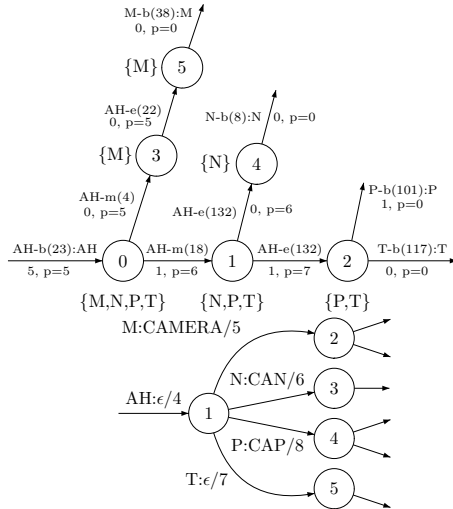 M-b(38):M
0, p=0
{M}
5
AH-e(22)
0, p=5
N-b(8):N
0, p=0
{M}
3
{N}
4
AH-m(4)
0, p=5
AH-e(132)
0, p=6
P-b(101):P
1, p=0
AH-b(23):AH
5, p=5
0
AH-m(18)
1, p=6
1
AH-e(132)
1, p=7
2
T-b(117):T
0, p=0
{M,N,P,T}
{N,P,T}
{P,T}
M:CAMERA/5
2
N:CAN/6
3
AH:ϵ/4
1
P:CAP/8
4
T:ϵ/7
5